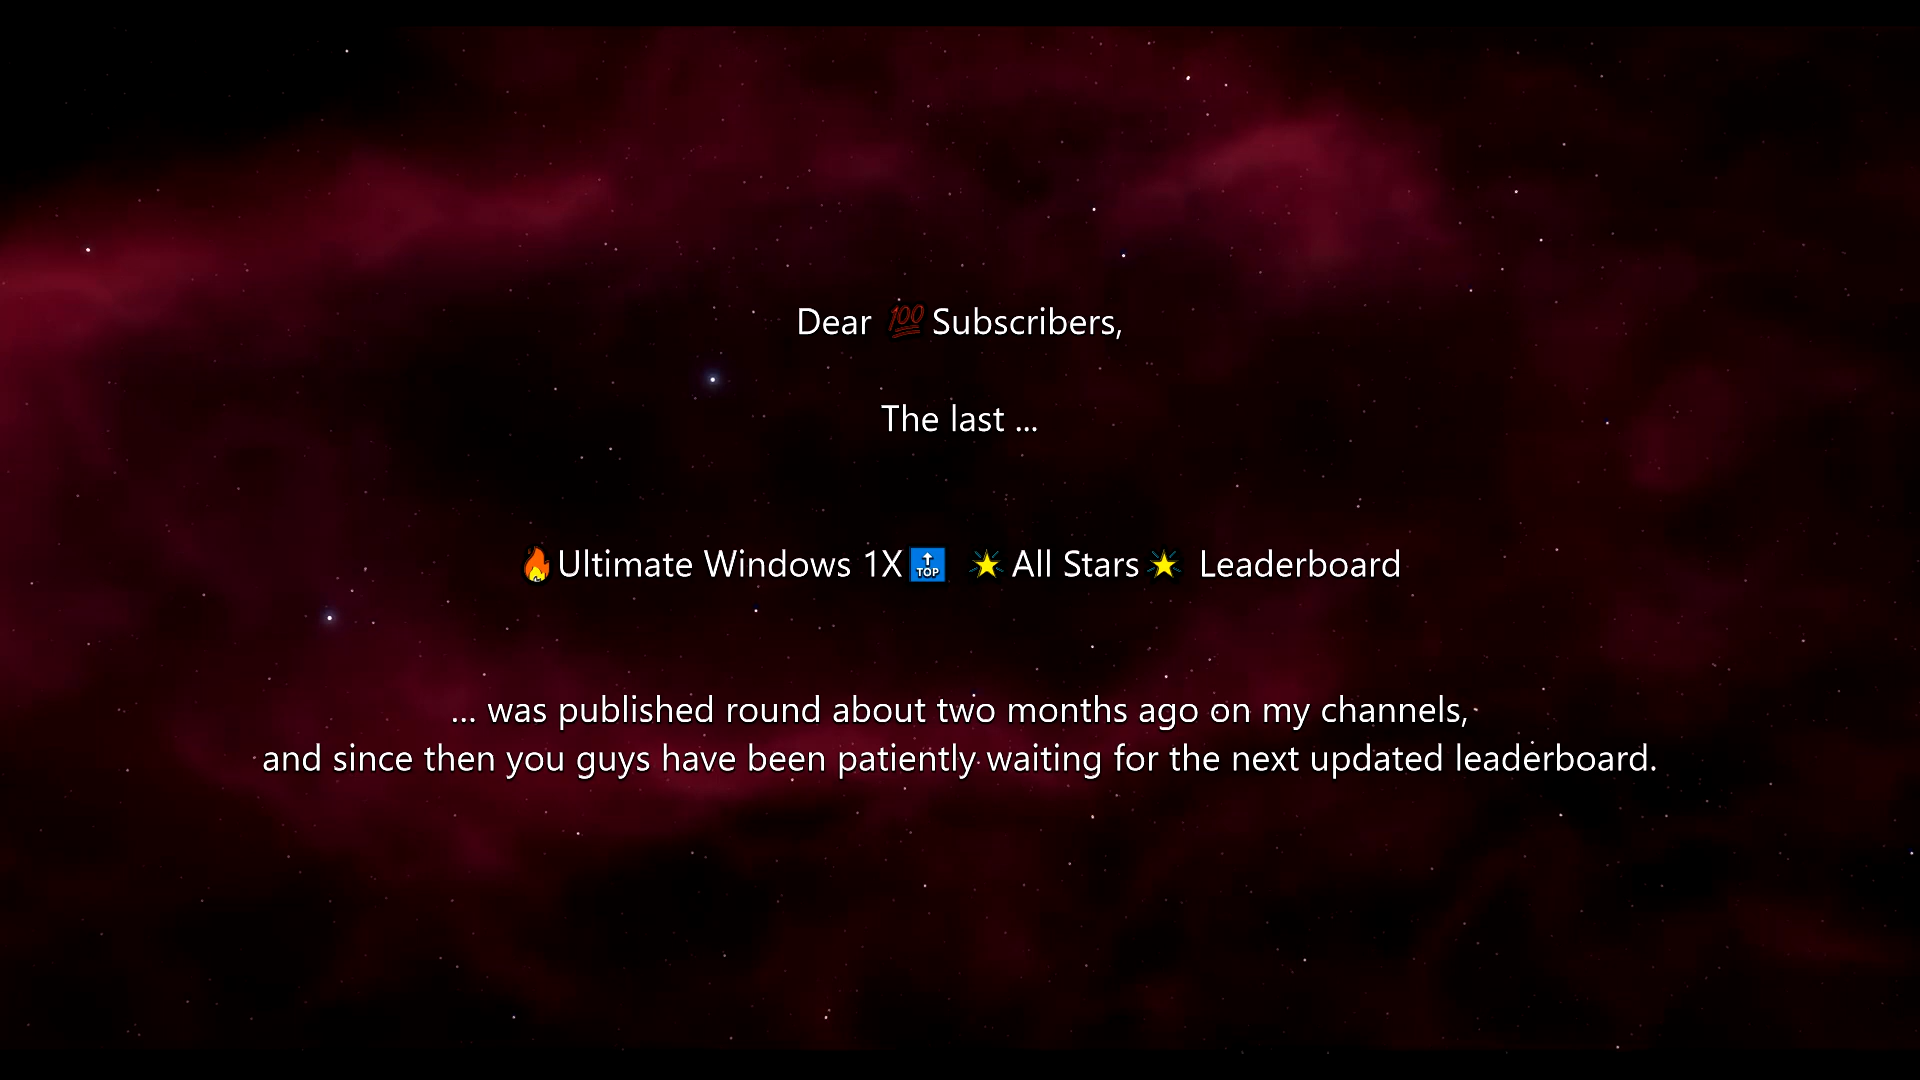 Dear 💯Subscribers,
The last ...
🔥Ultimate Windows 1X🔝 🌟All Stars🌟 Leaderboard
... was published round about two months ago on my channels,
and since then you guys have been patiently waiting for the next updated leaderboard.